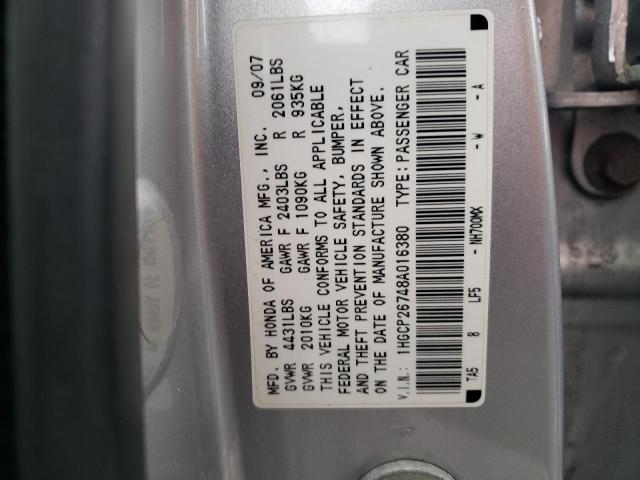 MFD. BY HONDA OF AMERICA MFG., INC. 09/07
GVWR 4431LBS GAWR F 2403LBS R 2061LBS
GVWR 2010KG GAWR F 1090KG R 935KG
THIS VEHICLE CONFORMS TO ALL APPLICABLE
FEDERAL MOTOR VEHICLE SAFETY, BUMPER,
AND THEFT PREVENTION STANDARDS IN EFFECT
ON THE DATE OF MANUFACTURE SHOWN ABOVE.
V.I.N.: 1HGCP26748A016380 TYPE: PASSENGER CAR
TA5 8 LF5 - NH700MX - W - A